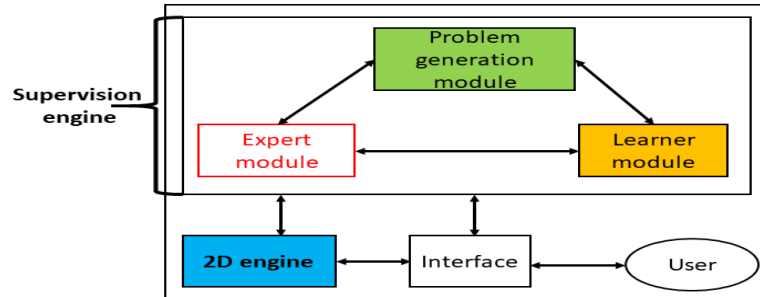 Problem
generation
module
Supervision
engine
Expert
module
Learner
module
2D engine
Interface
User